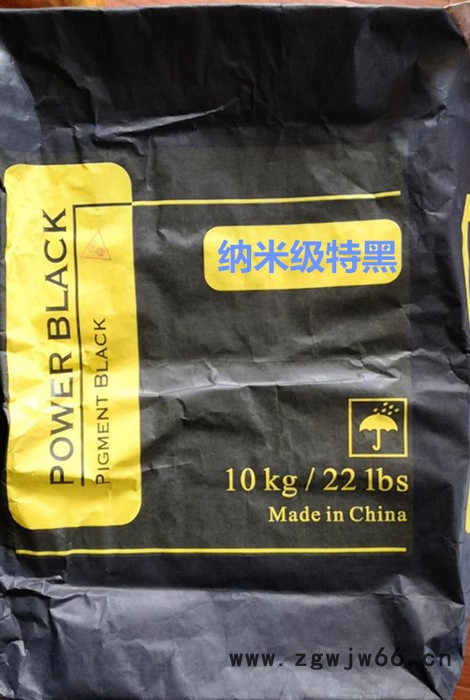 POWER BLACK
PIGMENT BLACK
纳米级特黑
10 kg / 22 lbs
Made in China
www.zgwjw66.cn